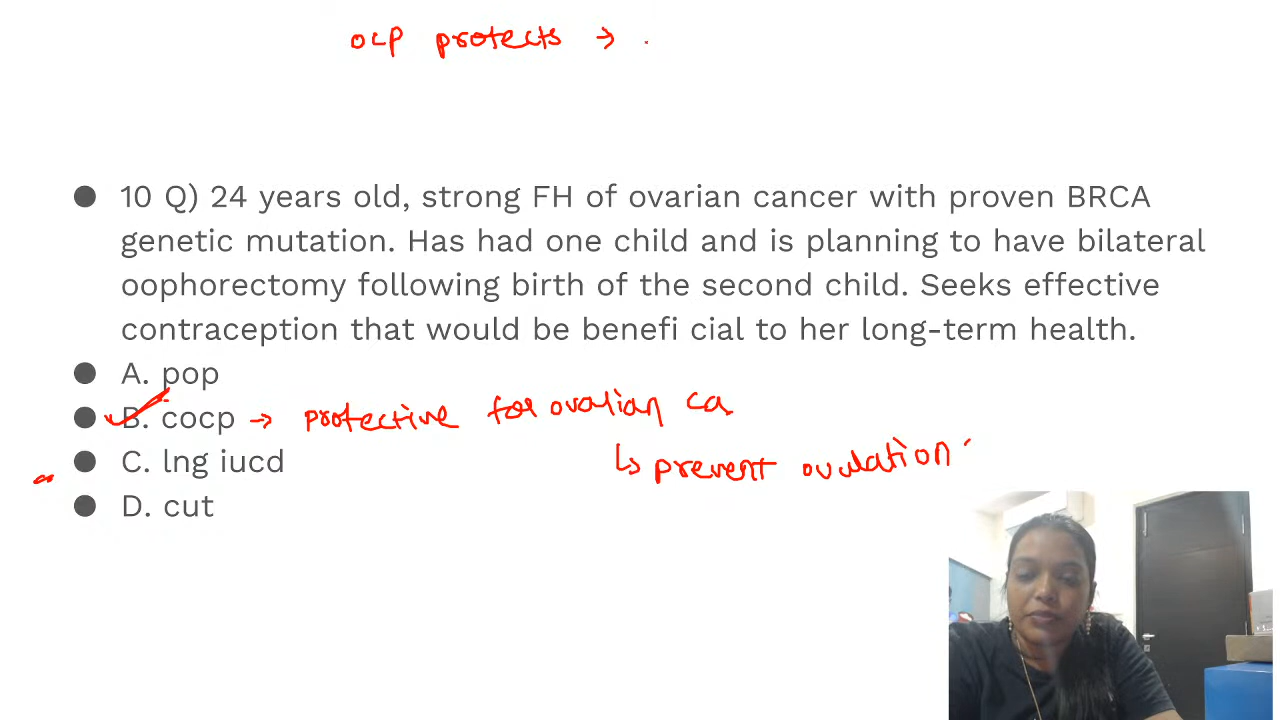 OCP protects →
● 10 Q) 24 years old, strong FH of ovarian cancer with proven BRCA
genetic mutation. Has had one child and is planning to have bilateral
oophorectomy following birth of the second child. Seeks effective
contraception that would be benefi cial to her long-term health.
● A. pop
● B. cocp → protective for ovarian ca
↳ prevent ovulation
● C. lng iucd
● D. cut